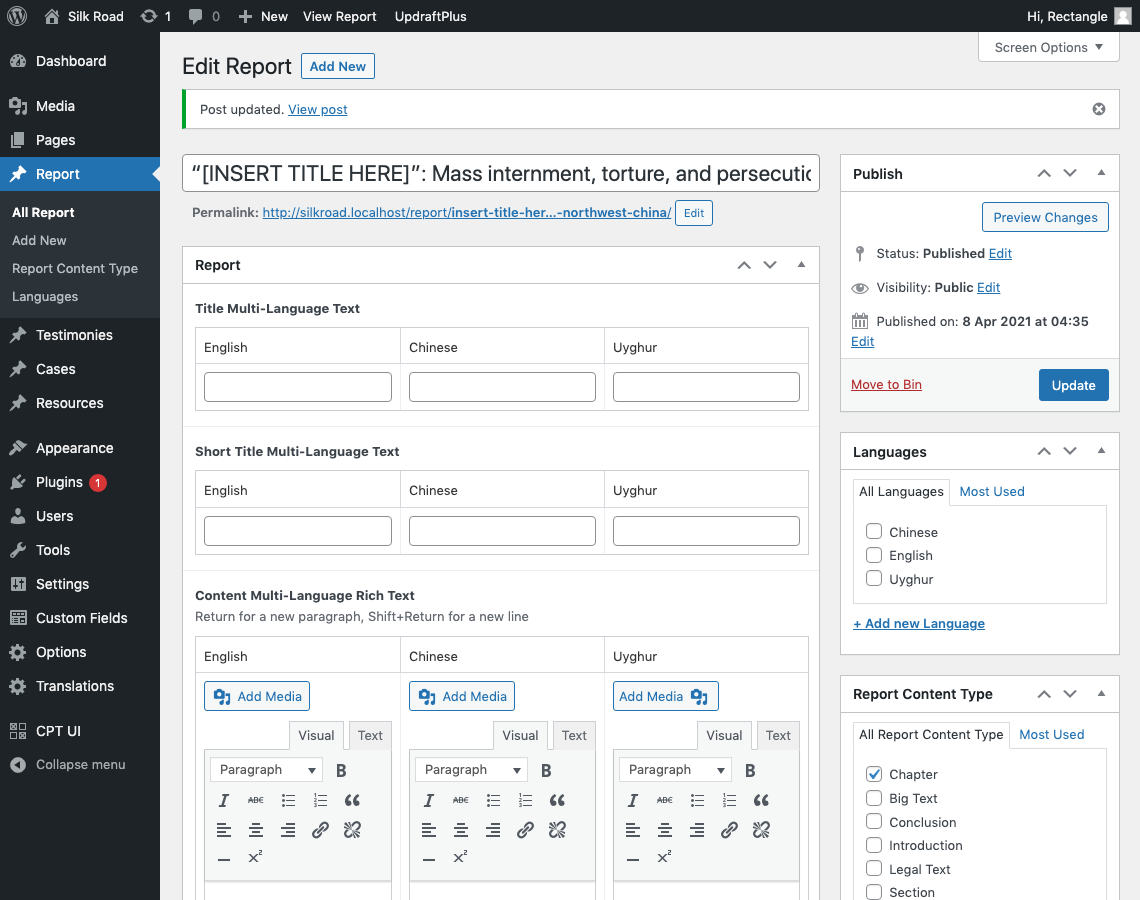 Silk Road 1 0 New View Report UpdraftPlus Hi, Rectangle
Screen Options
Dashboard
Media
Pages
Report
All Report
Add New
Report Content Type
Languages
Testimonies
Cases
Resources
Appearance
Plugins 1
Users
Tools
Settings
Custom Fields
Options
Translations
CPT UI
Collapse menu
Edit Report Add New
Post updated. View post
“[INSERT TITLE HERE]”: Mass internment, torture, and persecutio
Permalink: http://silkroad.localhost/report/insert-title-her...-northwest-china/ Edit
Report
Title Multi-Language Text
English Chinese Uyghur
Short Title Multi-Language Text
English Chinese Uyghur
Content Multi-Language Rich Text
Return for a new paragraph, Shift+Return for a new line
English Chinese Uyghur
Add Media Add Media Add Media
Visual Text Visual Text Visual Text
Paragraph B Paragraph B Paragraph B
I ABC I ABC I ABC
x² x² x²
Publish
Preview Changes
Status: Published Edit
Visibility: Public Edit
Published on: 8 Apr 2021 at 04:35
Edit
Move to Bin Update
Languages
All Languages Most Used
Chinese
English
Uyghur
+ Add new Language
Report Content Type
All Report Content Type Most Used
Chapter
Big Text
Conclusion
Introduction
Legal Text
Section